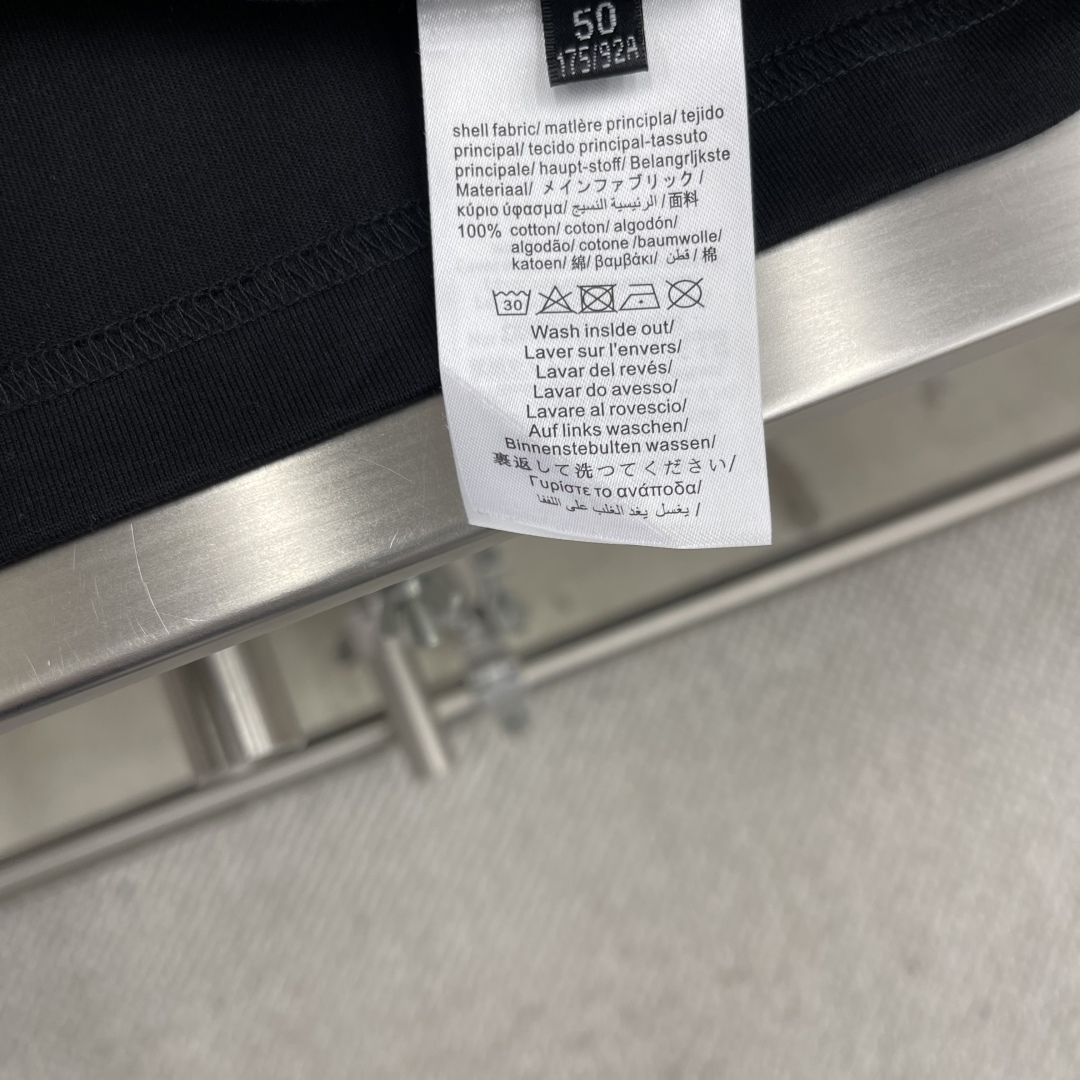 50
175/92A
shell fabric/ matlère principla/ tejido
principal/ tecido principal-tassuto
principale/ haupt-stoff/ Belangrljkste
Materiaal/ メインファブリック /
κύριο ύφασμα/ الرئيسية النسيج /面料
100% cotton/ coton/ algodón/
algodão/ cotone /baumwolle/
katoen/ 綿/ βαμβάκι/ قطن / 棉
30
Wash inslde out/
Laver sur l'envers/
Lavar del revés/
Lavar do avesso/
Lavare al rovescio/
Auf links waschen/
Binnenstebulten wassen/
裏返して洗ってください/
Γυρίστε το ανάποδα/
يغسل يغد الغلب على اللغفا /